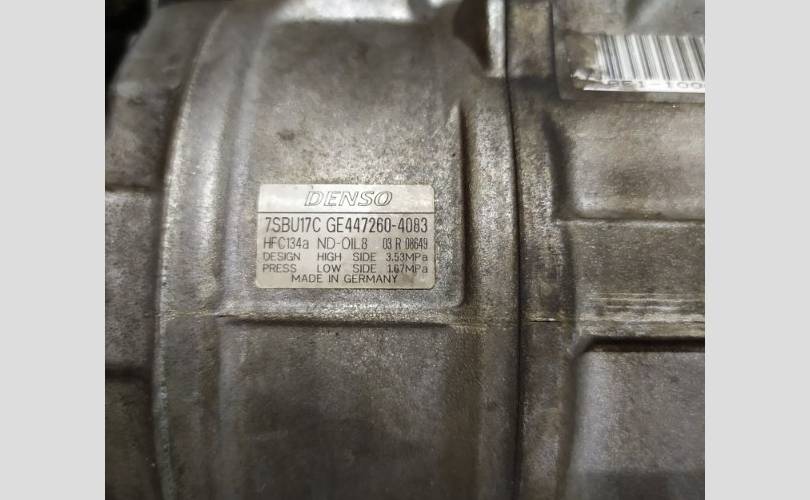 DENSO
7SBU17C GE447260-4083
HFC134a ND-OIL8 03 R 08649
DESIGN HIGH SIDE 3.53MPa
PRESS LOW SIDE 1.67MPa
MADE IN GERMANY